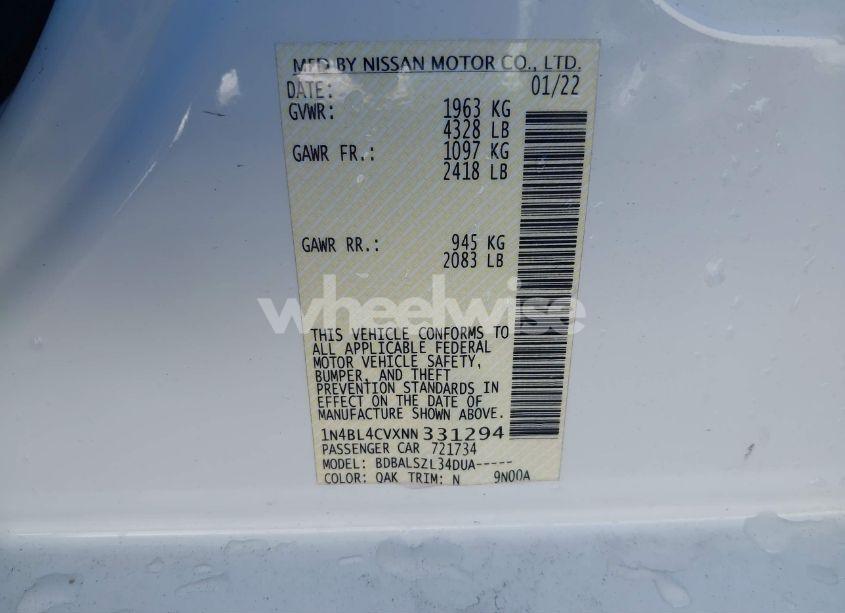 MFD BY NISSAN MOTOR CO., LTD.
DATE: 01/22
GVWR: 1963 KG
4328 LB
GAWR FR.: 1097 KG
2418 LB
GAWR RR.: 945 KG
2083 LB
wheelwise
THIS VEHICLE CONFORMS TO
ALL APPLICABLE FEDERAL
MOTOR VEHICLE SAFETY,
BUMPER, AND THEFT
PREVENTION STANDARDS IN
EFFECT ON THE DATE OF
MANUFACTURE SHOWN ABOVE.
1N4BL4CVXNN331294
PASSENGER CAR 721734
MODEL: BDBALSZL34DUA-----
COLOR: QAK TRIM: N 9N00A